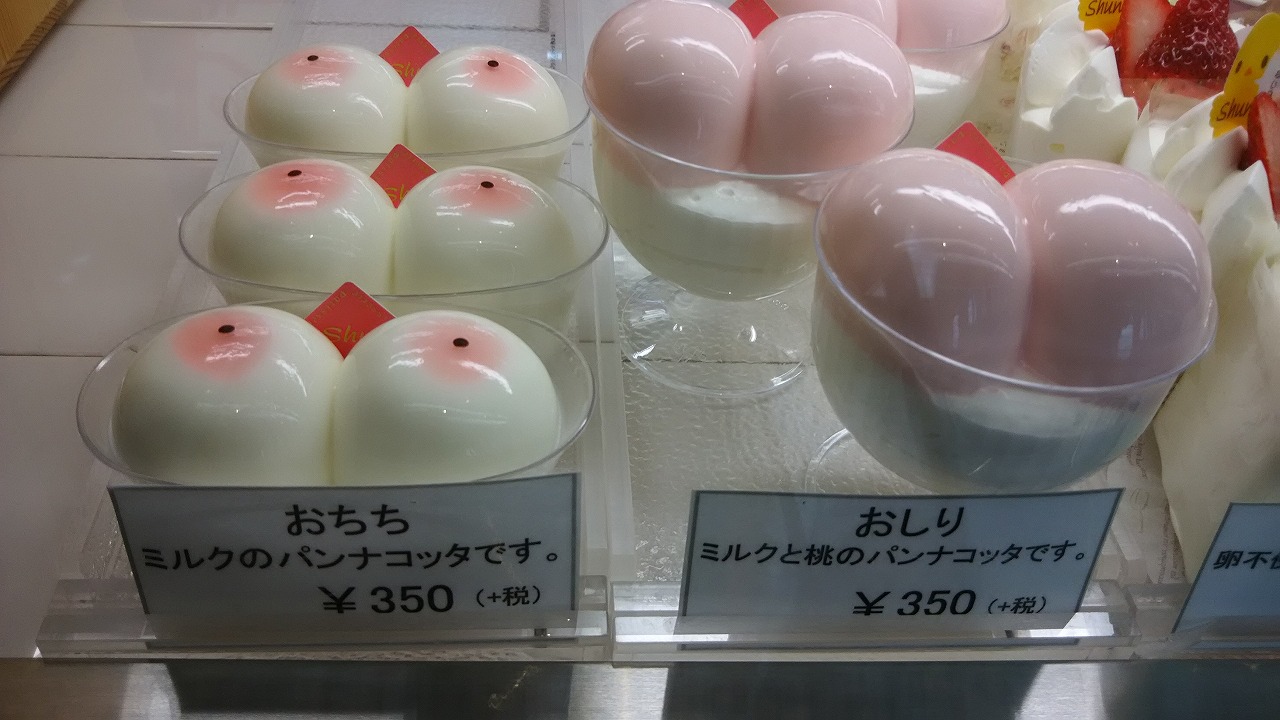 Shun
おちち
ミルクのパンナコッタです。
¥350 (+税)
おしり
ミルクと桃のパンナコッタです。
¥350 (+税)
卵不